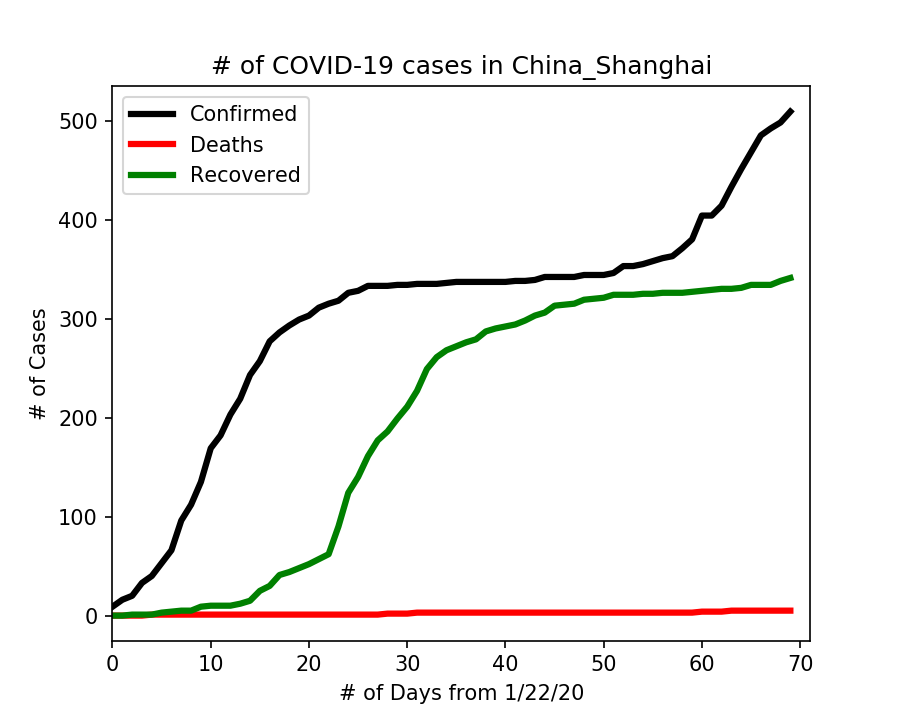 # of COVID-19 cases in China_Shanghai
Confirmed
Deaths
Recovered
# of Cases
500
400
300
200
100
0
0 10 20 30 40 50 60 70
# of Days from 1/22/20